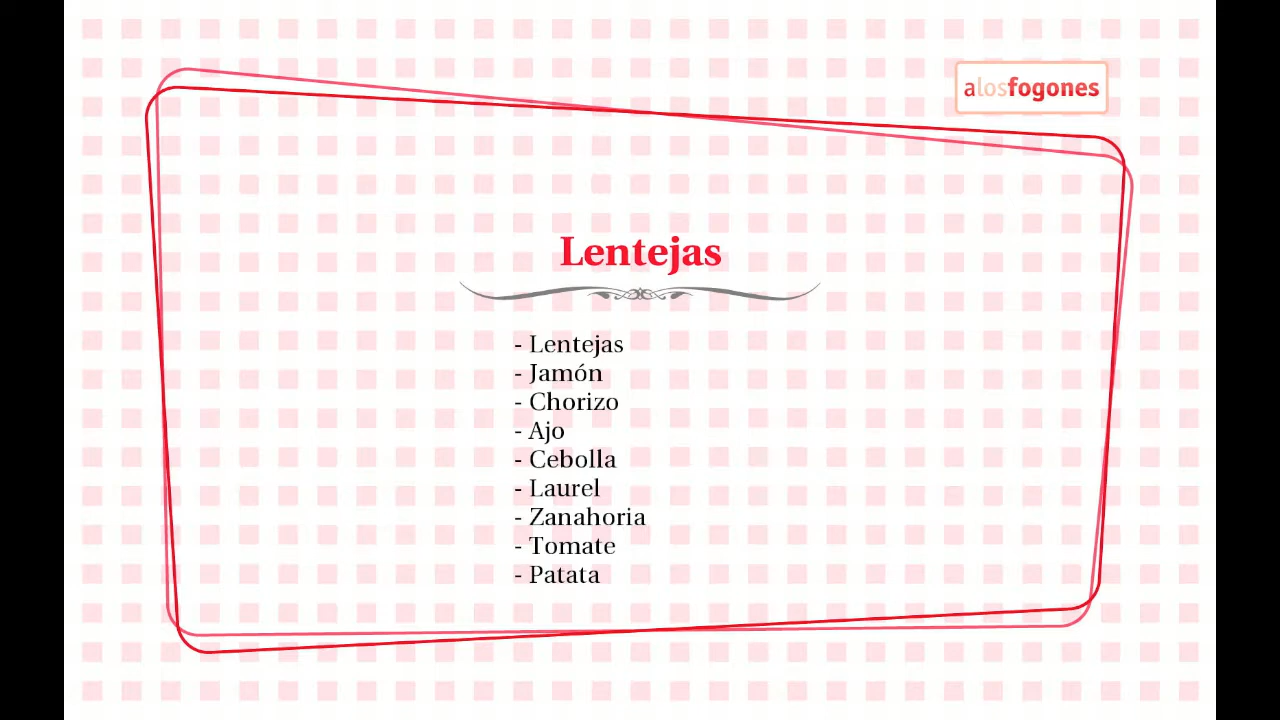 alosfogones
Lentejas
- Lentejas
- Jamón
- Chorizo
- Ajo
- Cebolla
- Laurel
- Zanahoria
- Tomate
- Patata